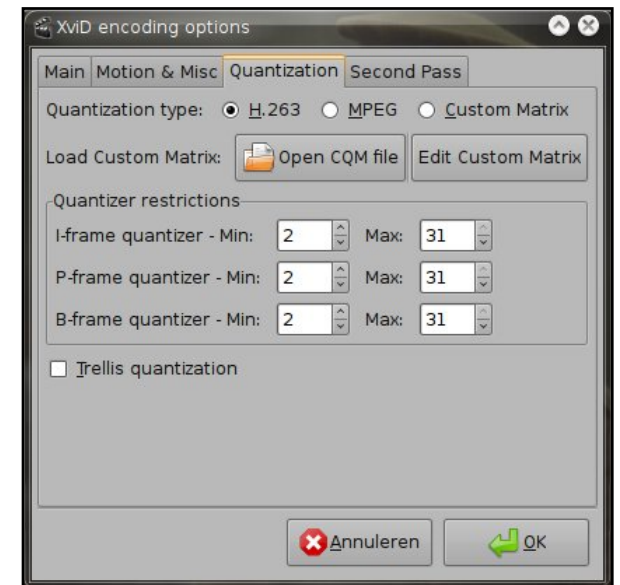 XviD encoding options
Main Motion & Misc Quantization Second Pass
Quantization type: H.263 MPEG Custom Matrix
Load Custom Matrix: Open CQM file Edit Custom Matrix
Quantizer restrictions
I-frame quantizer - Min: 2 Max: 31
P-frame quantizer - Min: 2 Max: 31
B-frame quantizer - Min: 2 Max: 31
Trellis quantization
Annuleren OK